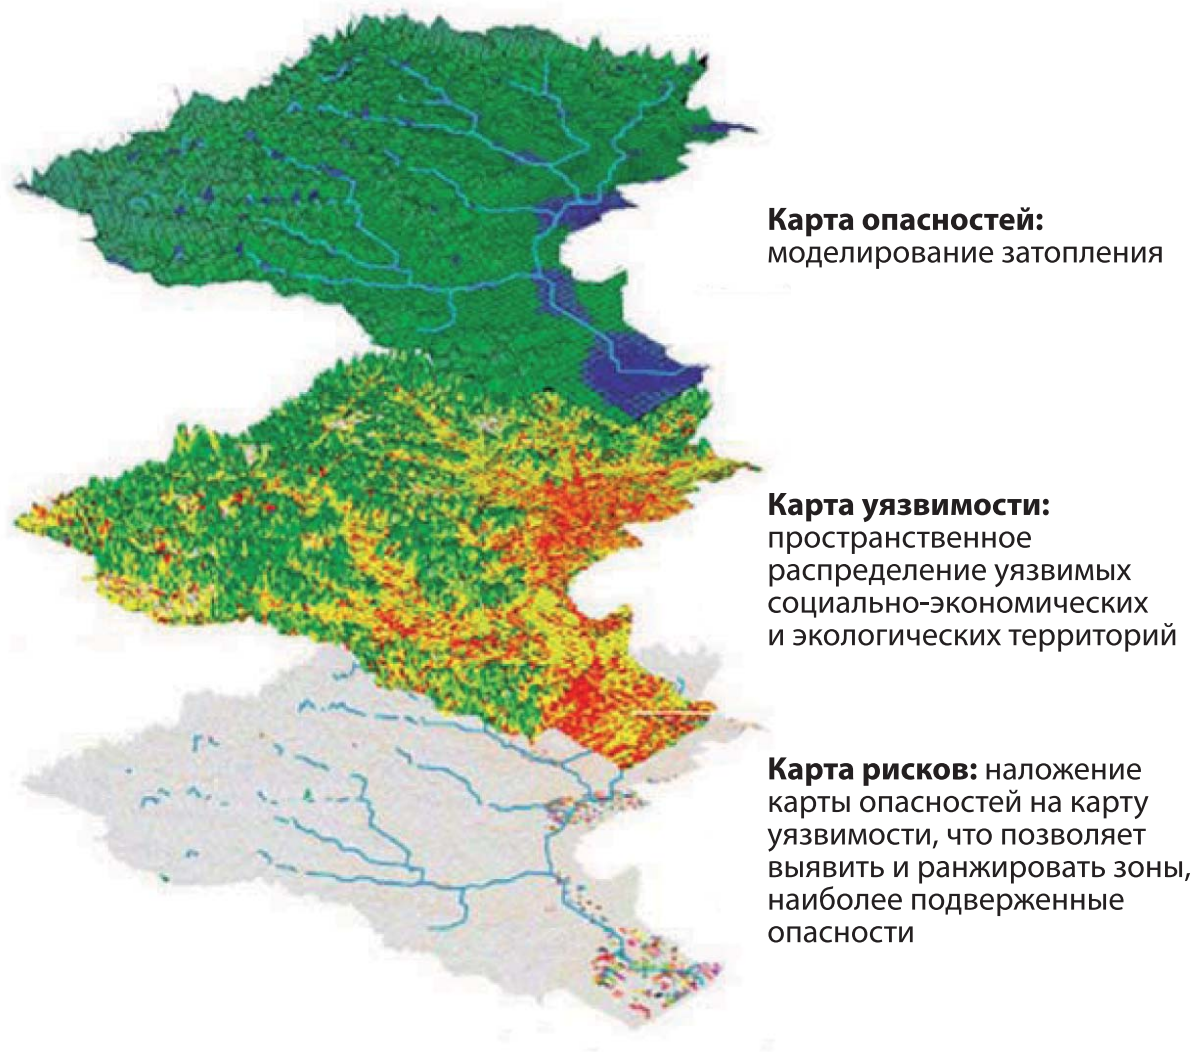 Карта опасностей:
моделирование затопления
Карта уязвимости:
пространственное
распределение уязвимых
социально-экономических
и экологических территорий
Карта рисков: наложение
карты опасностей на карту
уязвимости, что позволяет
выявить и ранжировать зоны,
наиболее подверженные
опасности